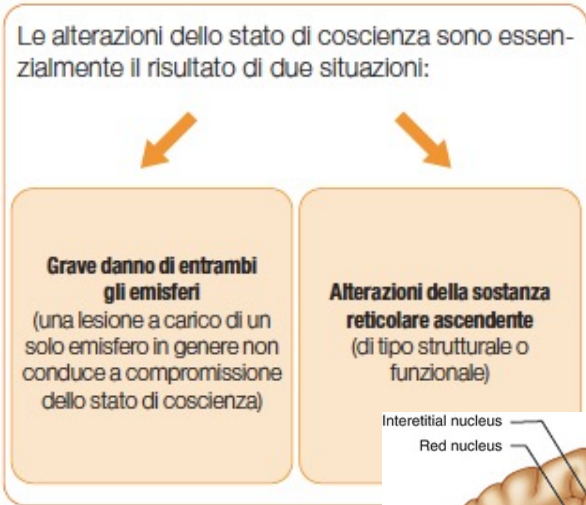 Le alterazioni dello stato di coscienza sono essen-
zialmente il risultato di due situazioni:
Grave danno di entrambi
gli emisferi
(una lesione a carico di un
solo emisfero in genere non
conduce a compromissione
dello stato di coscienza)
Alterazioni della sostanza
reticolare ascendente
(di tipo strutturale o
funzionale)
Interetitial nucleus
Red nucleus